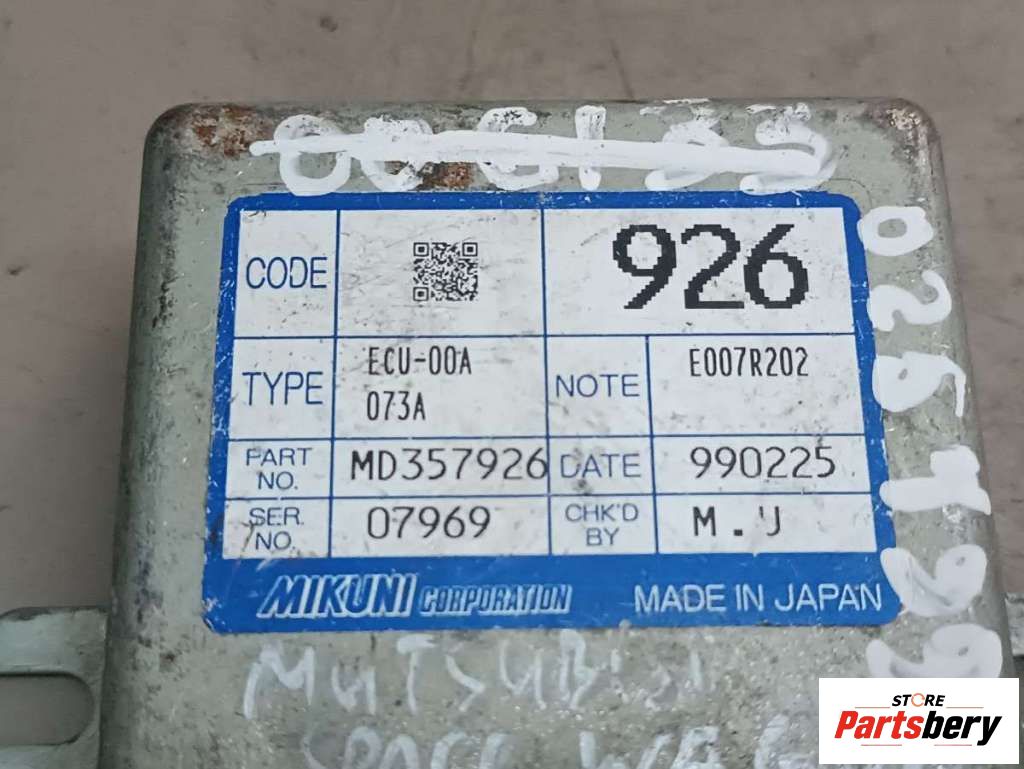 CODE 926
TYPE ECU-00A NOTE E007R202
073A
PART NO. MD357926 DATE 990225
SER. NO. 07969 CHK'D BY M.J
MIKUNI CORPORATION MADE IN JAPAN
MUTSUBISI
STORE
Partsbery